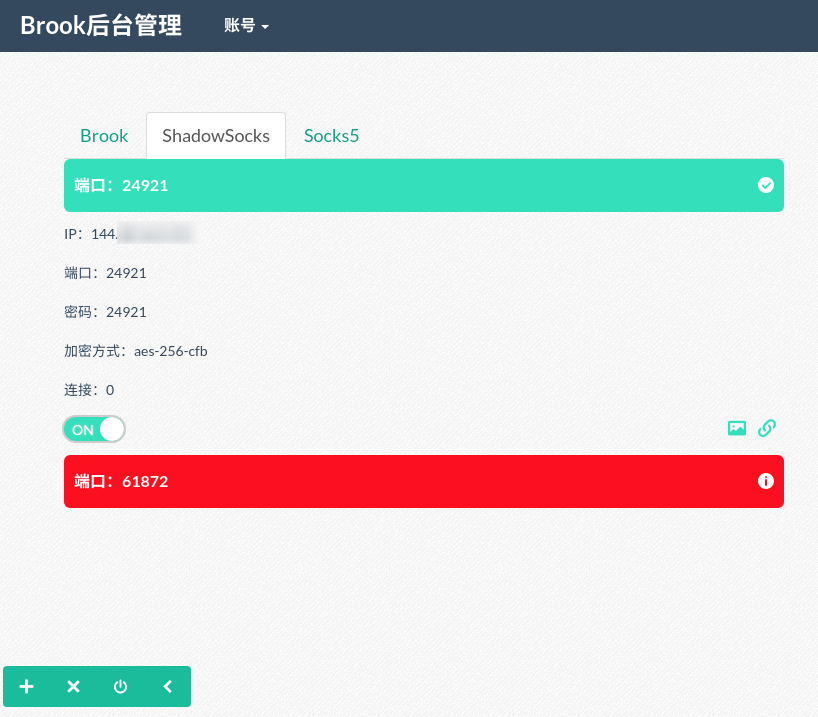 Brook后台管理 账号
Brook ShadowSocks Socks5
端口：24921
IP：144.
端口：24921
密码：24921
加密方式：aes-256-cfb
连接：0
ON
端口：61872